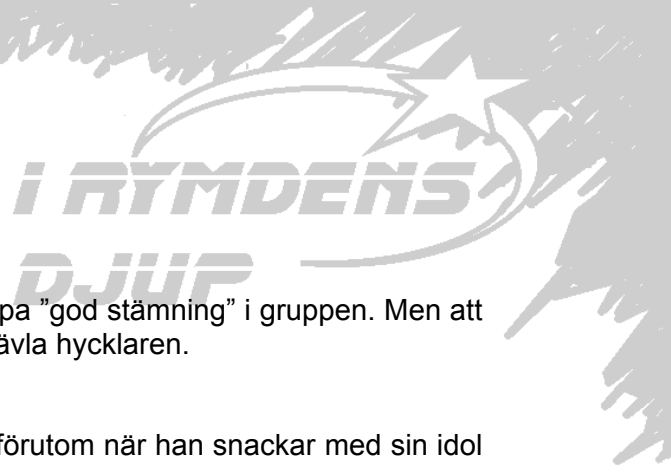 I RYMDENS
DJUP
pa ”god stämning” i gruppen. Men att
ävla hycklaren.
förutom när han snackar med sin idol